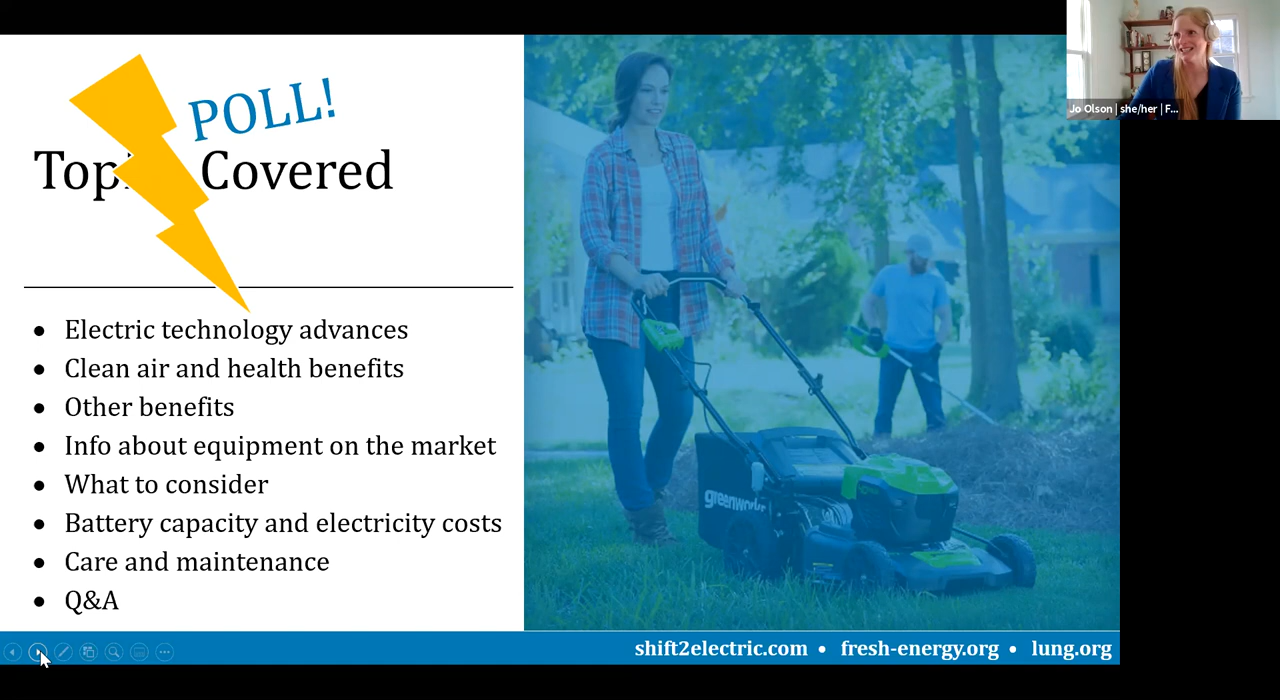 POLL!
Top Covered
• Electric technology advances
• Clean air and health benefits
• Other benefits
• Info about equipment on the market
• What to consider
• Battery capacity and electricity costs
• Care and maintenance
• Q&A
greenworks
shift2electric.com • fresh-energy.org • lung.org
Jo Olson | she/her | F...